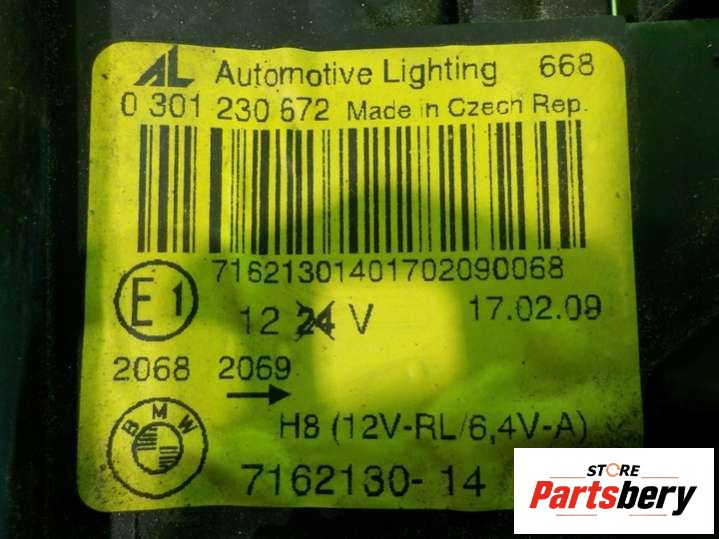 AL Automotive Lighting 668
0 301 230 672 Made in Czech Rep.
71621301401702090068
E1 12 24 V 17.02.09
2068 2069
BMW H8 (12V-RL/6,4V-A)
7162130-14
STORE
Partsbery